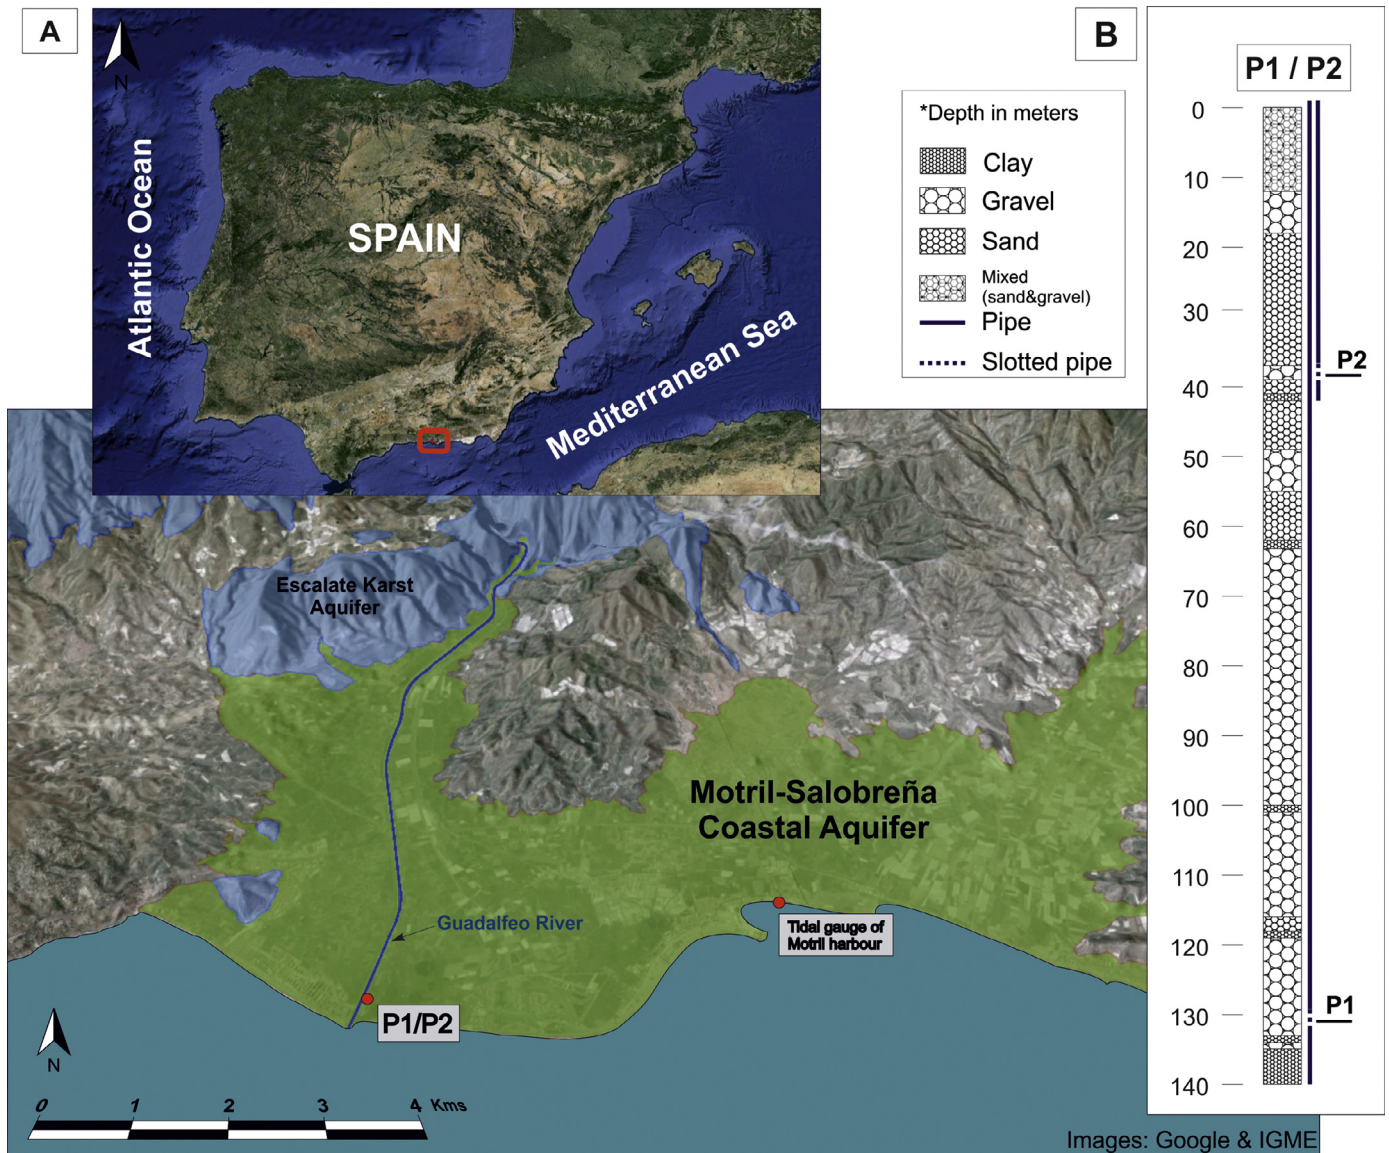 A
N
Atlantic Ocean
SPAIN
Mediterranean Sea
Escalate Karst
Aquifer
Motril-Salobreña
Coastal Aquifer
Guadalfeo River
Tidal gauge of
Motril harbour
P1/P2
N
0 1 2 3 4 Kms
B
*Depth in meters
Clay
Gravel
Sand
Mixed
(sand&gravel)
Pipe
Slotted pipe
P1 / P2
0
10
20
30
40
50
60
70
80
90
100
110
120
130
140
P2
P1
Images: Google & IGME